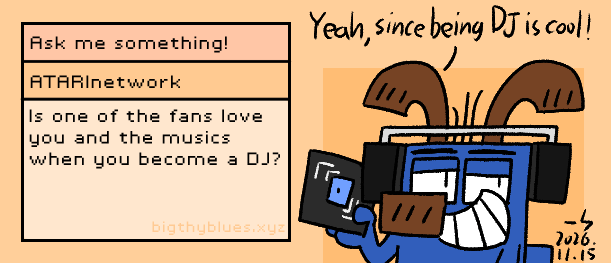 Ask me something!
ATARInetwork
Is one of the fans love
you and the musics
when you become a DJ?
bigthyblues.xyz
Yeah, since being DJ is cool!
2026.
11.15